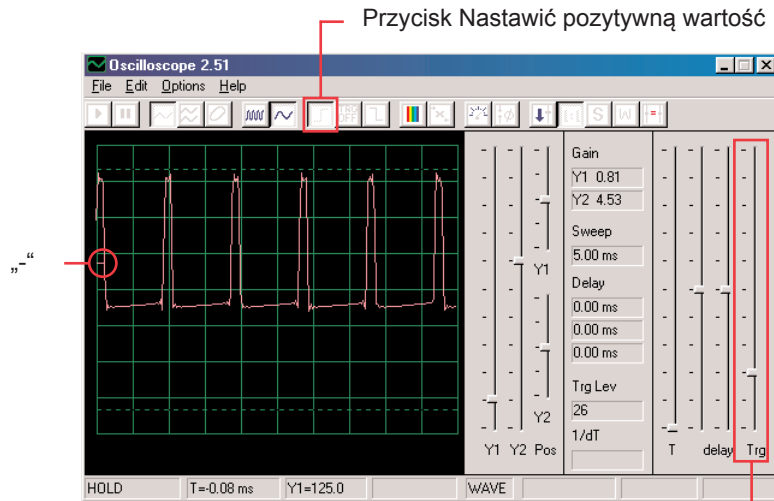 Przycisk Nastawić pozytywną wartość
Oscilloscope 2.51
File Edit Options Help
TRG OFF
S W
„-“
Gain
Y1 0.81
Y2 4.53
Sweep
5.00 ms
Delay
0.00 ms
0.00 ms
0.00 ms
Trg Lev
26
1/dT
Y1
Y2
Y1 Y2 Pos
T delay Trg
HOLD T=-0.08 ms Y1=125.0 WAVE